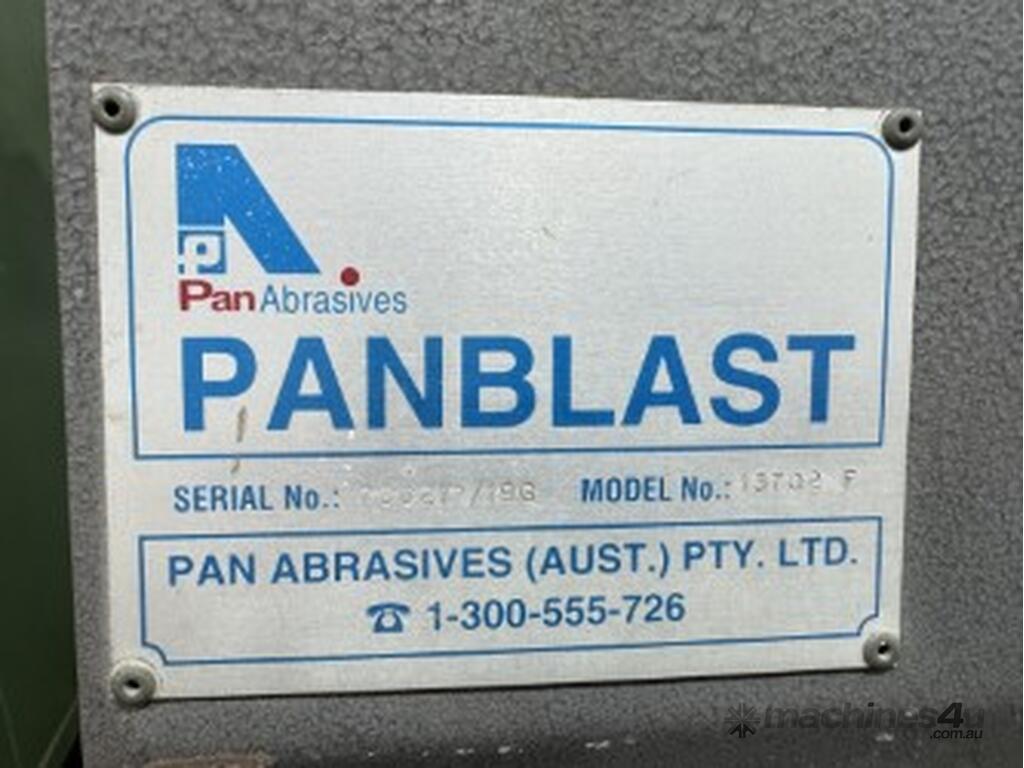 p
Pan Abrasives
PANBLAST
SERIAL No.: MODEL No.: 13702 F
PAN ABRASIVES (AUST.) PTY. LTD.
☎ 1-300-555-726
machines4u
.com.au